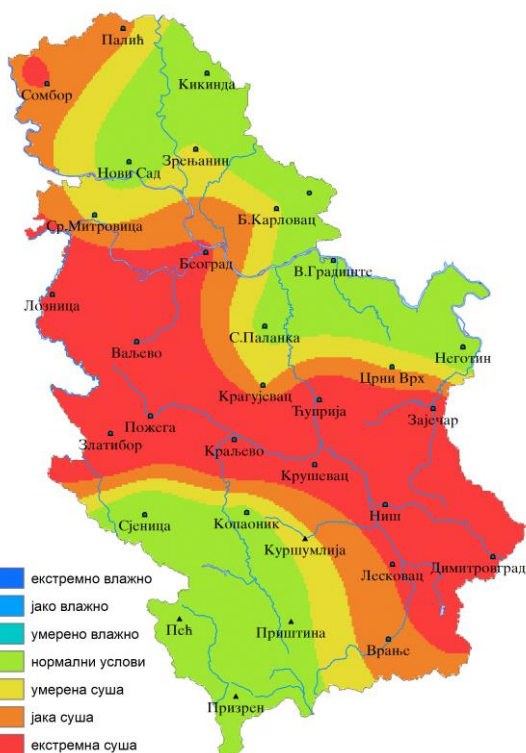 Палић
Кикинда
Сомбор
Зрењанин
Нови Сад
Б.Карловац
Ср.Митровица
Београд
В.Градиште
Лозница
С.Паланка
Ваљево
Неготин
Црни Врх
Крагујевац
Ћуприја
Зајечар
Пожега
Златибор
Краљево
Крушевац
Ниш
Сјеница
Копаоник
Куршумлија
Димитровград
Лесковац
Пећ
Приштина
Врање
Призрен
екстремно влажно
јако влажно
умерено влажно
нормални услови
умерена суша
јака суша
екстремна суша